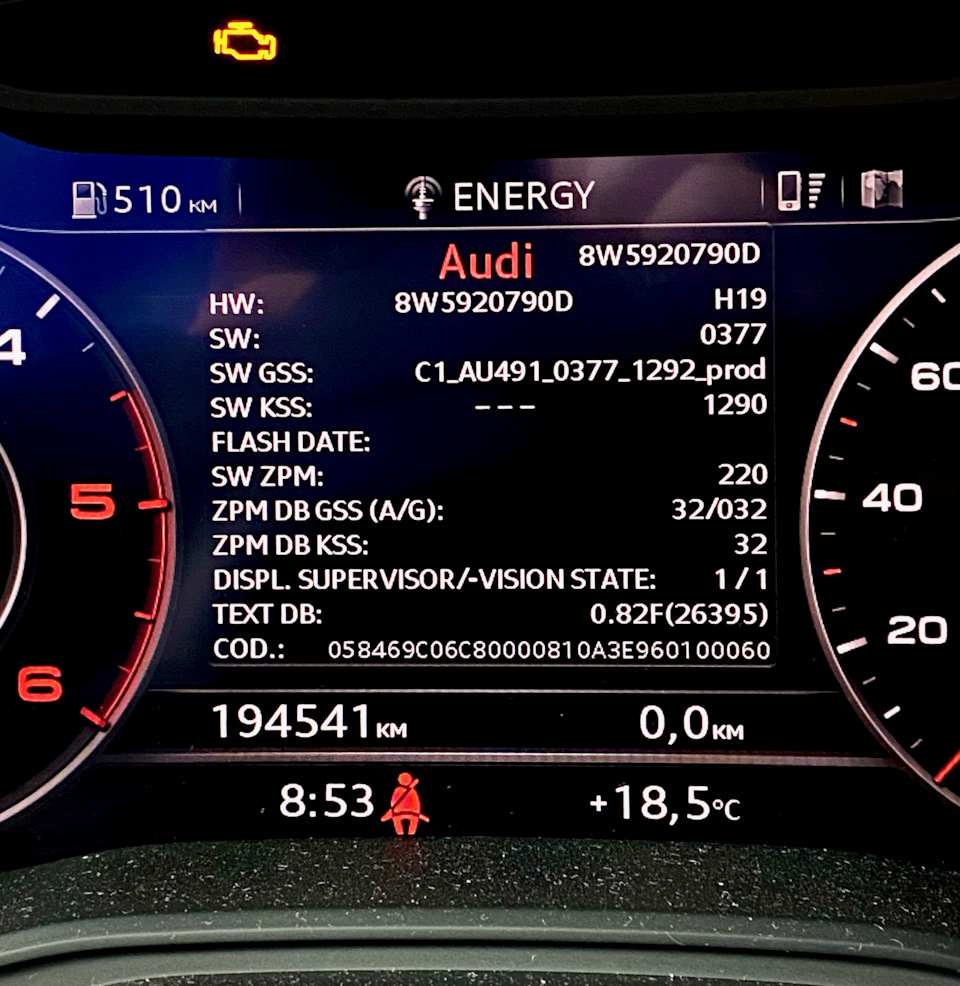 510 KM
ENERGY
Audi 8W5920790D
HW: 8W5920790D H19
SW: 0377
SW GSS: C1_AU491_0377_1292_prod
SW KSS: --- 1290
FLASH DATE:
SW ZPM: 220
ZPM DB GSS (A/G): 32/032
ZPM DB KSS: 32
DISPL. SUPERVISOR/-VISION STATE: 1 / 1
TEXT DB: 0.82F(26395)
COD.: 058469C06C80000810A3E960100060
4
5
6
60
40
20
194541 KM 0,0 KM
8:53 +18,5°C